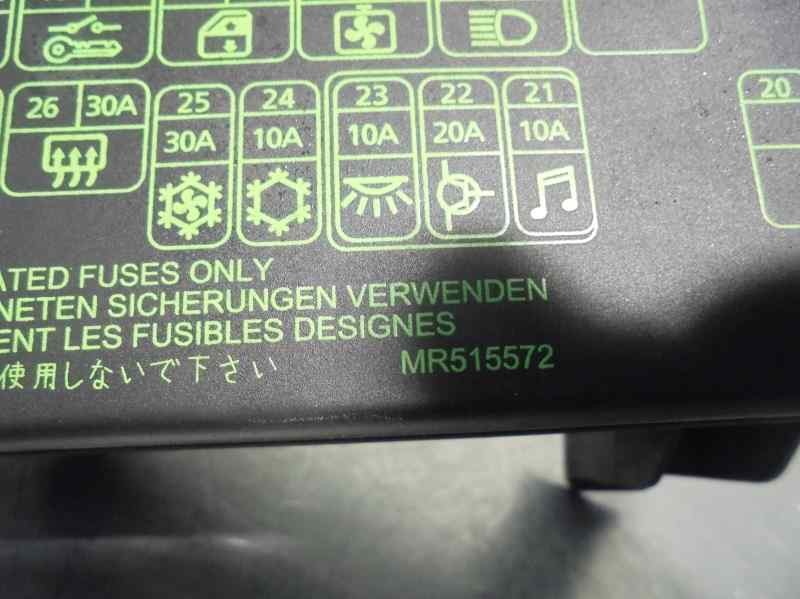 26 30A 25 24 23 22 21 20
30A 10A 10A 20A 10A
ATED FUSES ONLY
NETEN SICHERUNGEN VERWENDEN
ENT LES FUSIBLES DESIGNES
使用しないで下さい
MR515572